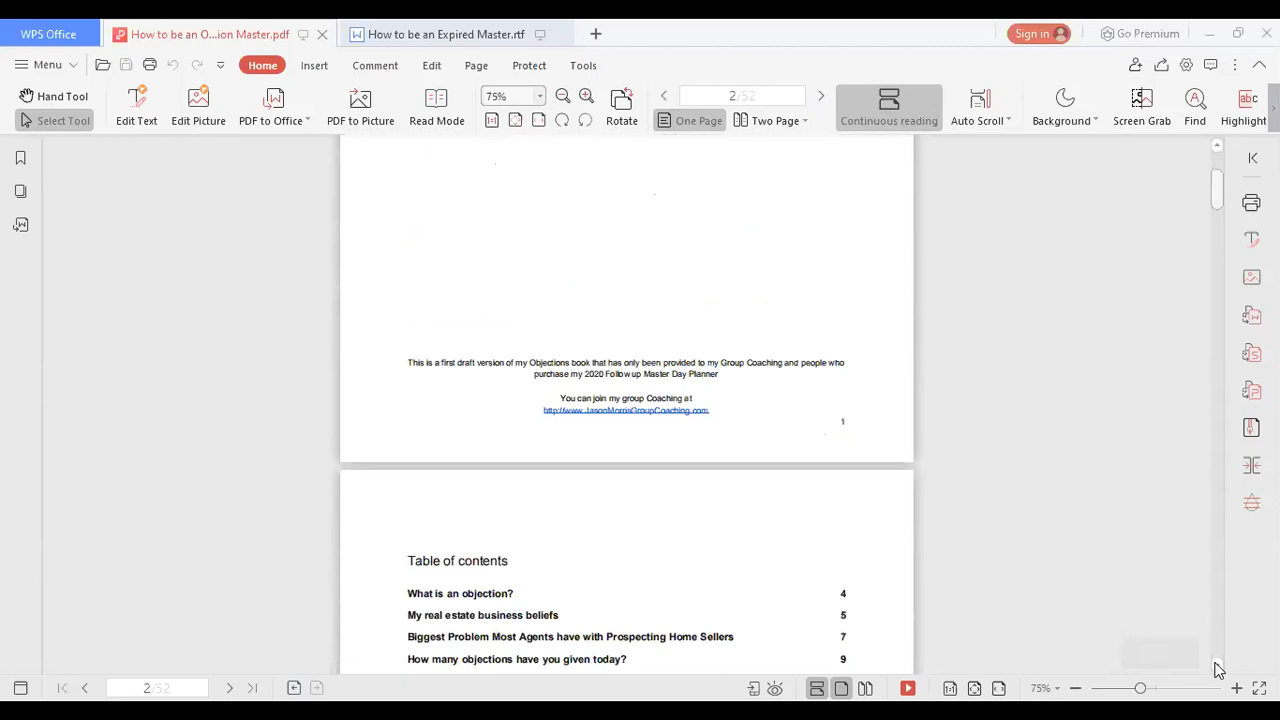 WPS Office
How to be an O...ion Master.pdf
How to be an Expired Master.rtf
Sign in
Go Premium
Menu
Home
Insert
Comment
Edit
Page
Protect
Tools
Hand Tool
Select Tool
Edit Text
Edit Picture
PDF to Office
PDF to Picture
Read Mode
75%
Rotate
2/52
One Page
Two Page
Continuous reading
Auto Scroll
Background
Screen Grab
Find
Highlight
This is a first draft version of my Objections book that has only been provided to my Group Coaching and people who
purchase my 2020 Followup Master Day Planner
You can join my group Coaching at
http://www.JasonMorrisGroupCoaching.com
1
Table of contents
What is an objection? 4
My real estate business beliefs 5
Biggest Problem Most Agents have with Prospecting Home Sellers 7
How many objections have you given today? 9
2/52
75%